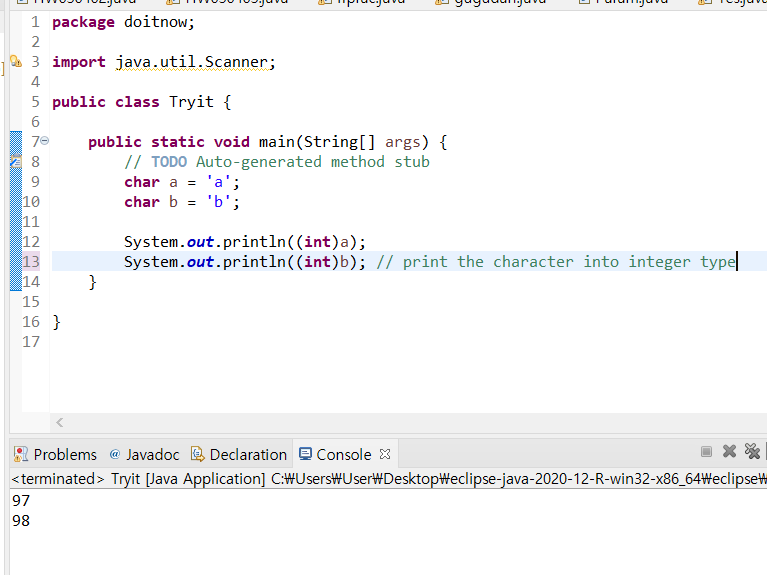 package doitnow;
import java.util.Scanner;
public class Tryit {
public static void main(String[] args) {
// TODO Auto-generated method stub
char a = 'a';
char b = 'b';
System.out.println((int)a);
System.out.println((int)b); // print the character into integer type
}
}
1
2
3
4
5
6
7
8
9
10
11
12
13
14
15
16
17
Problems @ Javadoc Declaration Console
<terminated> Tryit [Java Application] C:₩Users₩User₩Desktop₩eclipse-java-2020-12-R-win32-x86_64₩eclipse₩
97
98